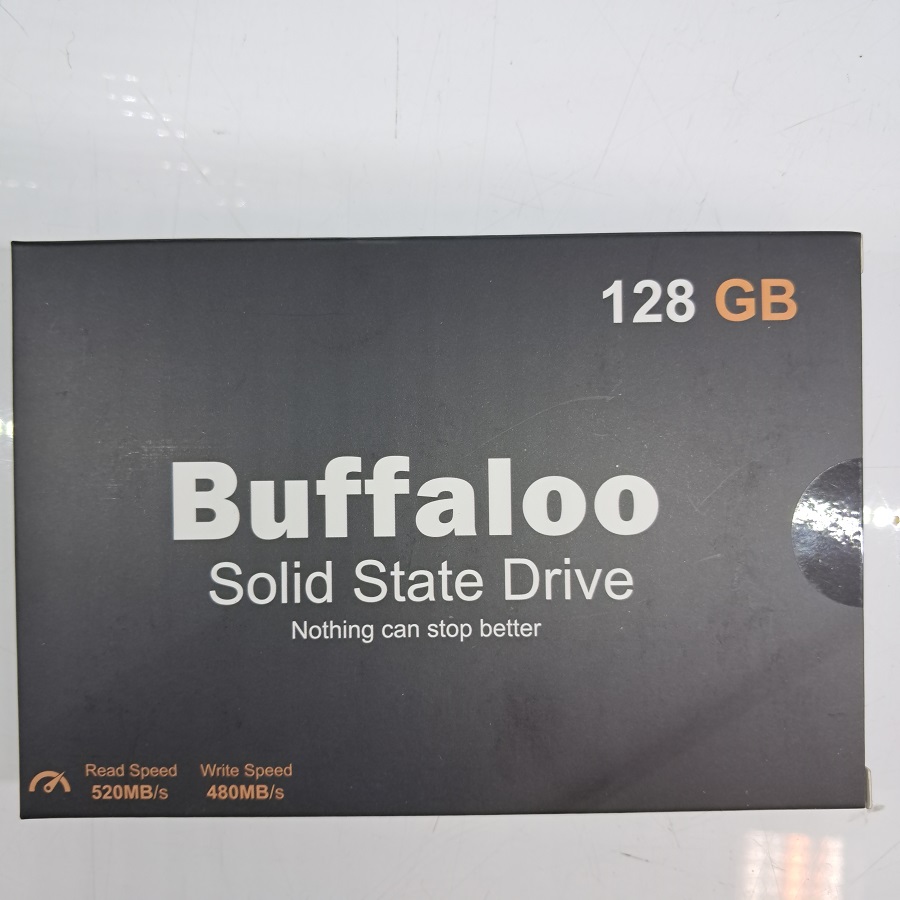 128 GB
Buffaloo
Solid State Drive
Nothing can stop better
Read Speed Write Speed
520MB/s 480MB/s